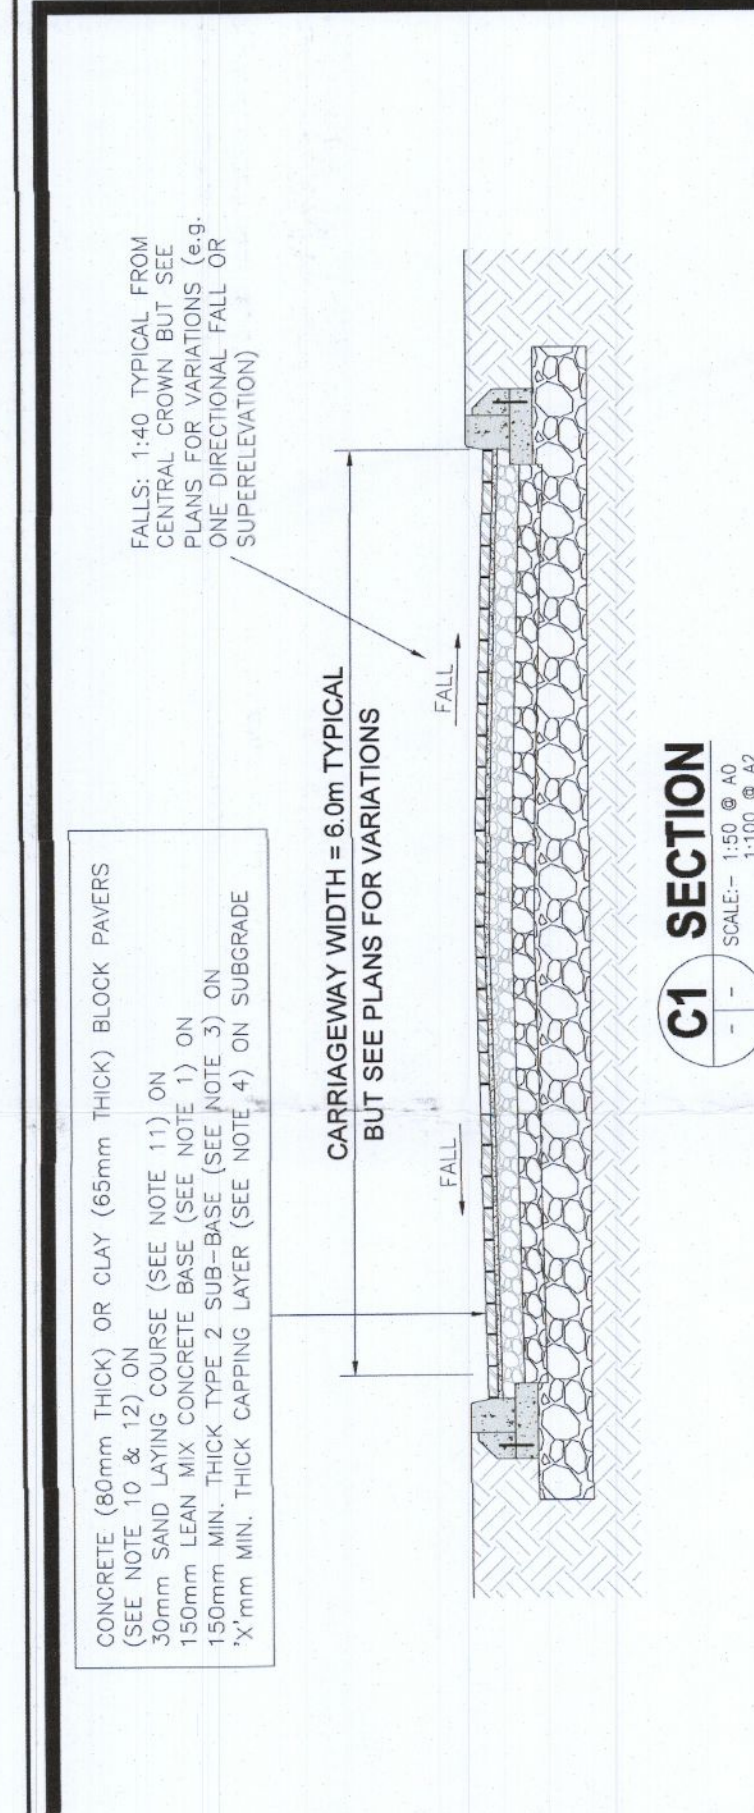 CONCRETE (80mm THICK) OR CLAY (65mm THICK) BLOCK PAVERS
(SEE NOTE 10 & 12) ON
30mm SAND LAYING COURSE (SEE NOTE 11) ON
150mm LEAN MIX CONCRETE BASE (SEE NOTE 1) ON
150mm MIN. THICK TYPE 2 SUB-BASE (SEE NOTE 3) ON
'X'mm MIN. THICK CAPPING LAYER (SEE NOTE 4) ON SUBGRADE
FALLS: 1:40 TYPICAL FROM
CENTRAL CROWN BUT SEE
PLANS FOR VARIATIONS (e.g.
ONE DIRECTIONAL FALL OR
SUPERELEVATION)
CARRIAGEWAY WIDTH = 6.0m TYPICAL
BUT SEE PLANS FOR VARIATIONS
FALL
FALL
C1 SECTION
- -
SCALE:- 1:50 @ A0
1:100 @ A2